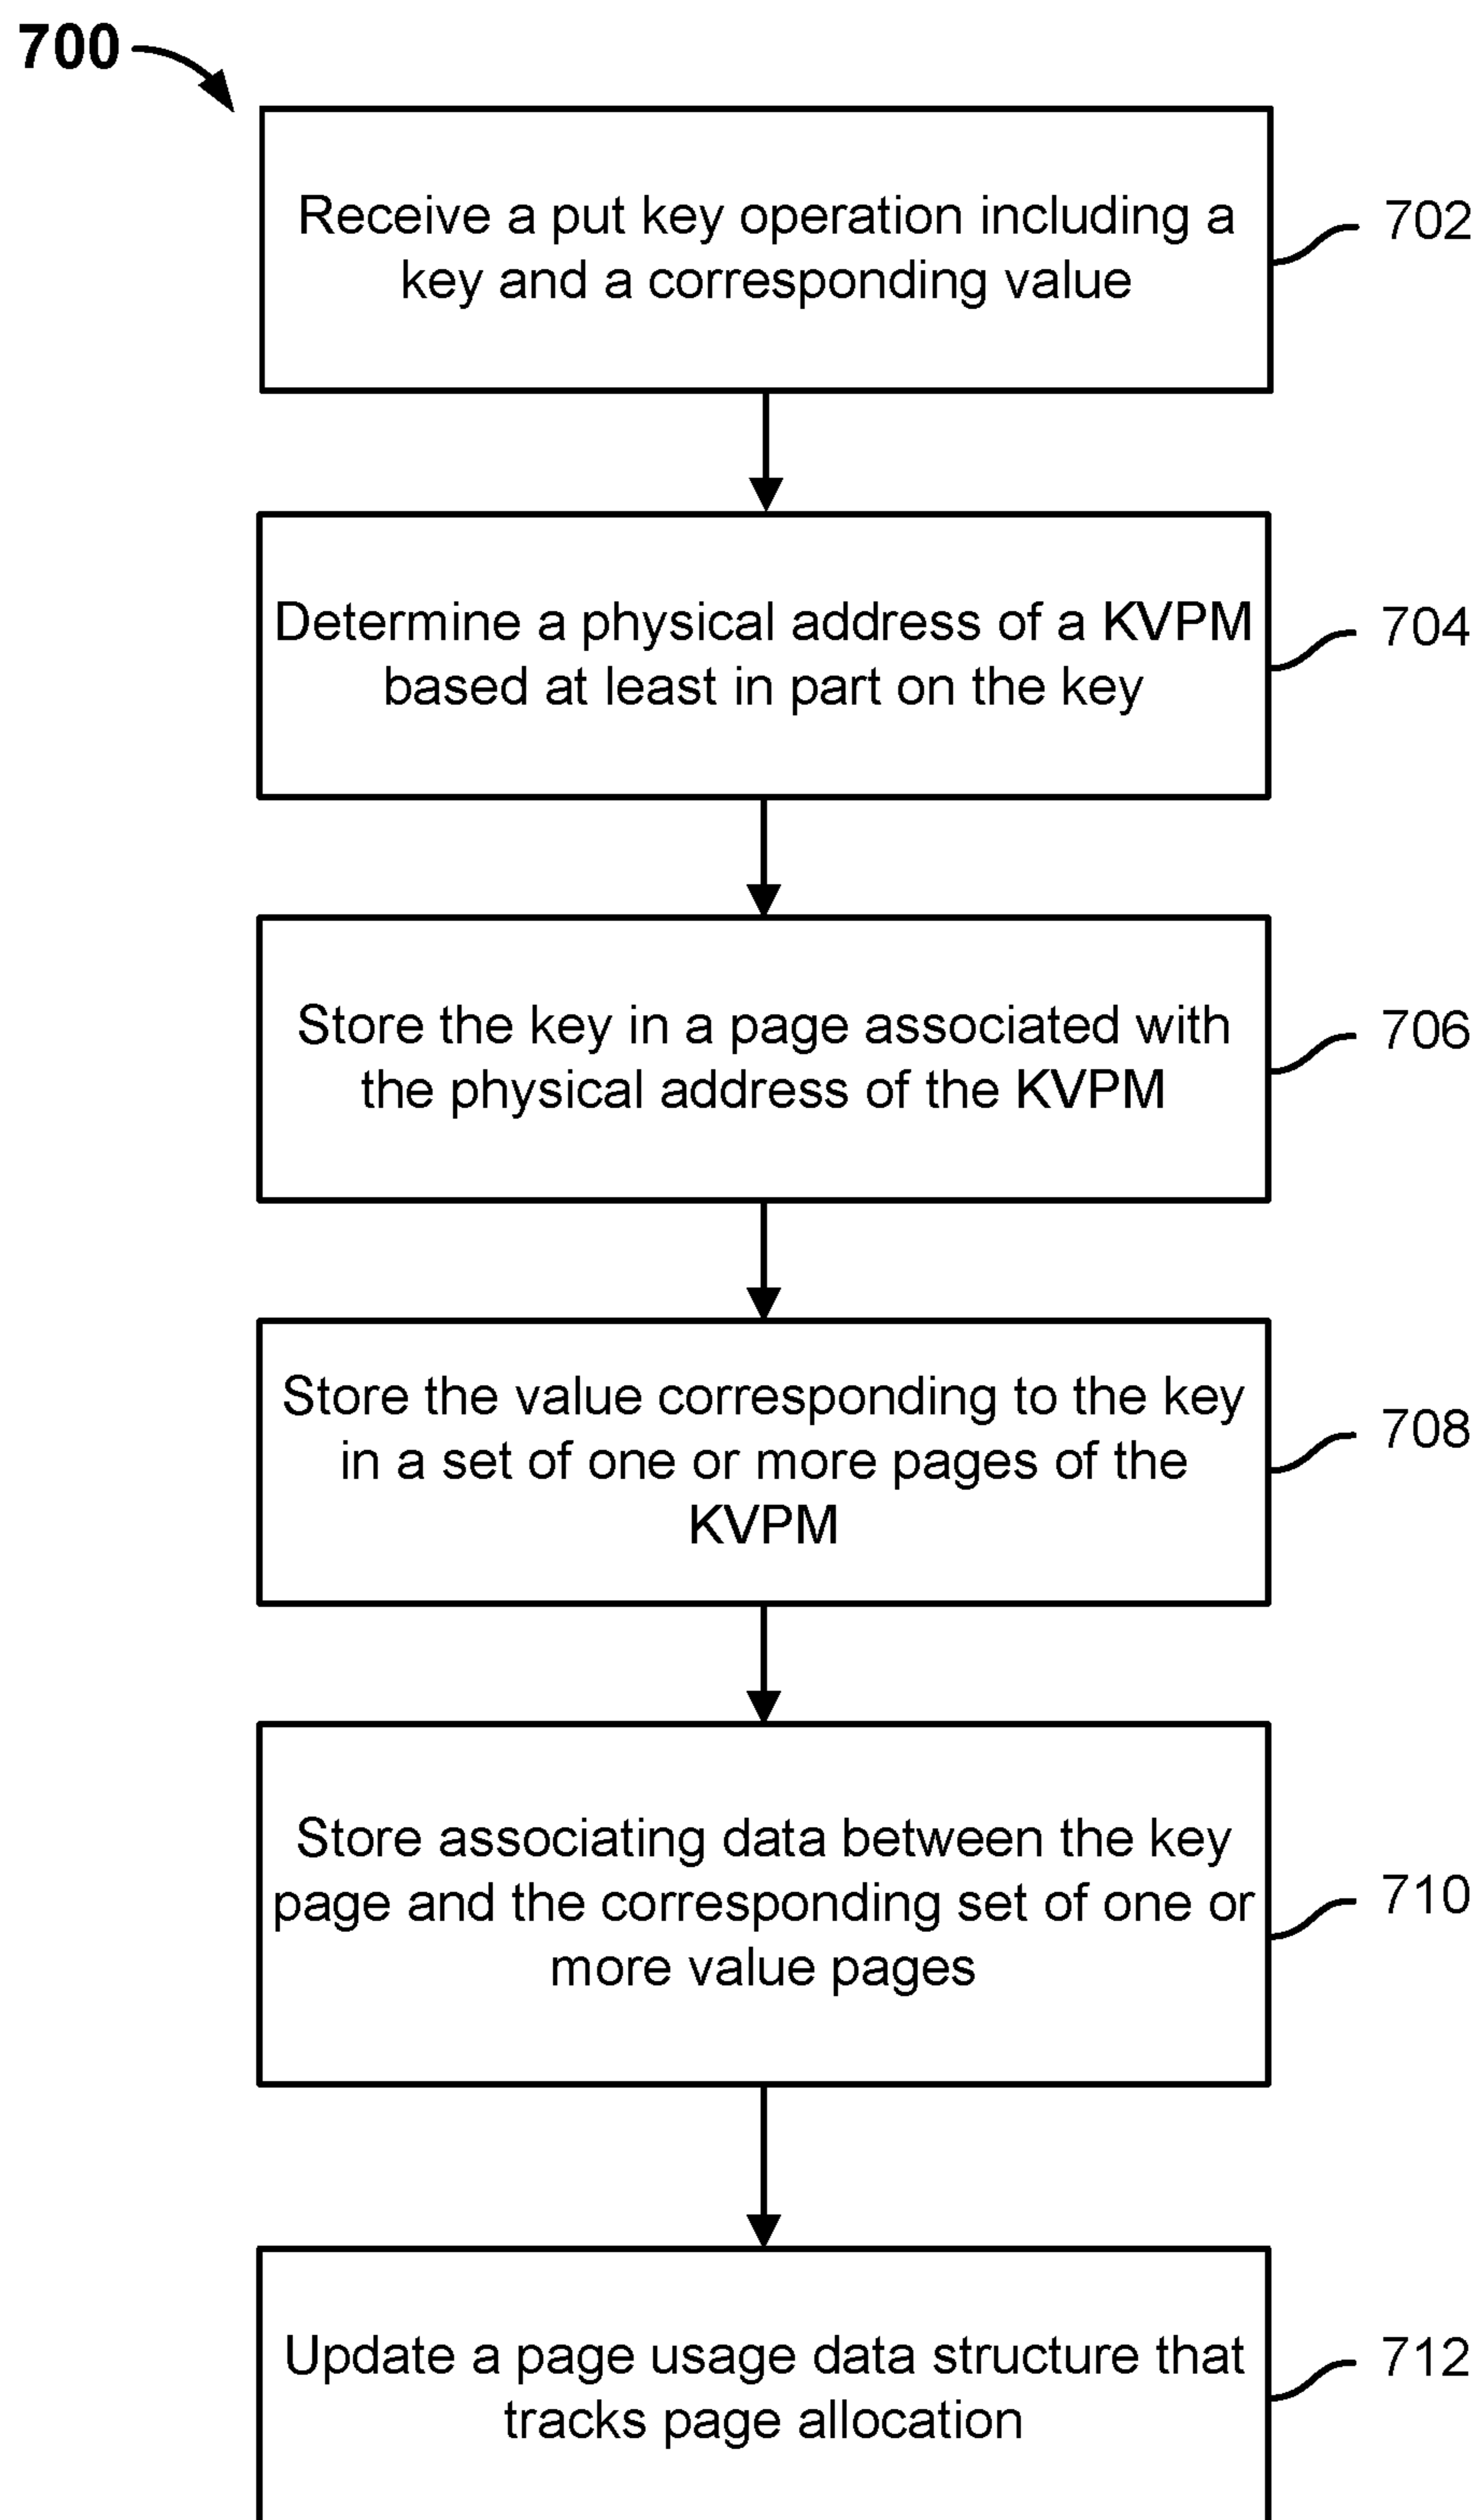 700
Receive a put key operation including a
key and a corresponding value
702
Determine a physical address of a KVPM
based at least in part on the key
704
Store the key in a page associated with
the physical address of the KVPM
706
Store the value corresponding to the key
in a set of one or more pages of the
KVPM
708
Store associating data between the key
page and the corresponding set of one or
more value pages
710
Update a page usage data structure that
tracks page allocation
712